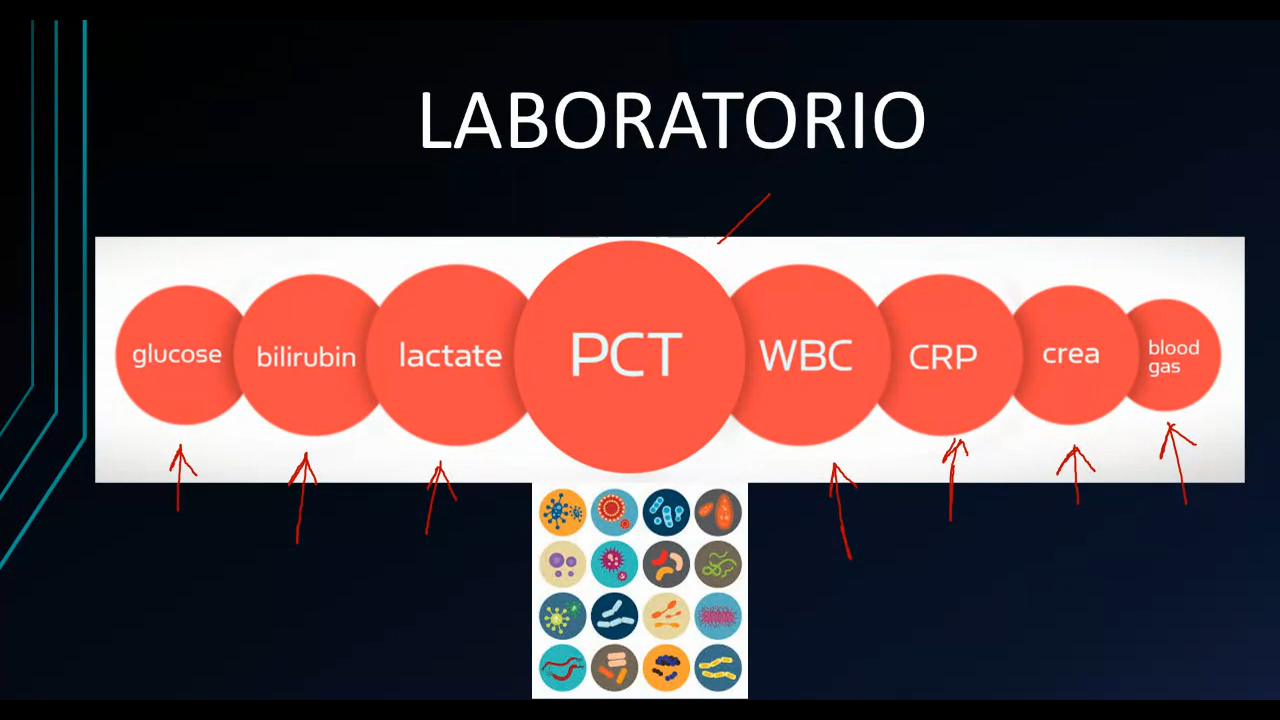 LABORATORIO
glucose
bilirubin
lactate
PCT
WBC
CRP
crea
blood
gas